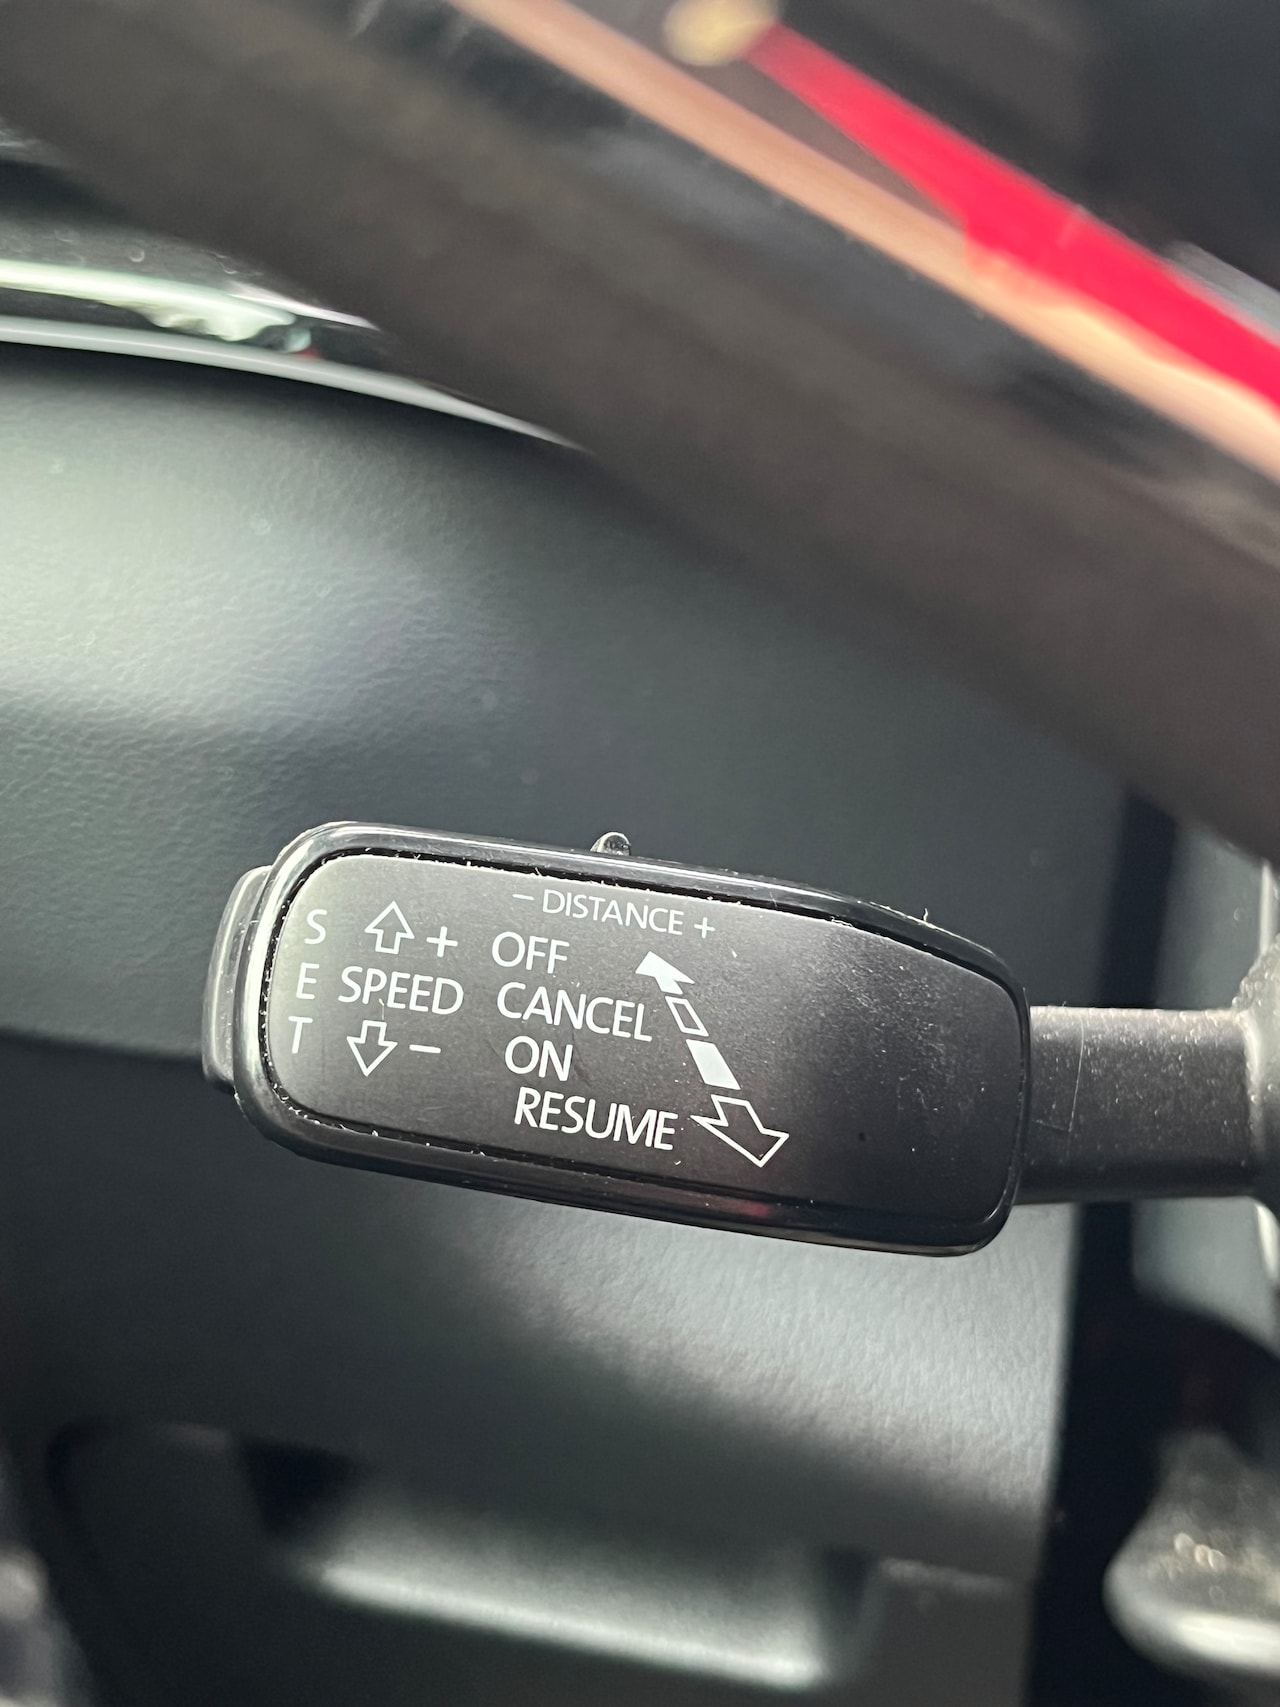 – DISTANCE +
S + OFF
E SPEED CANCEL
T – ON
RESUME